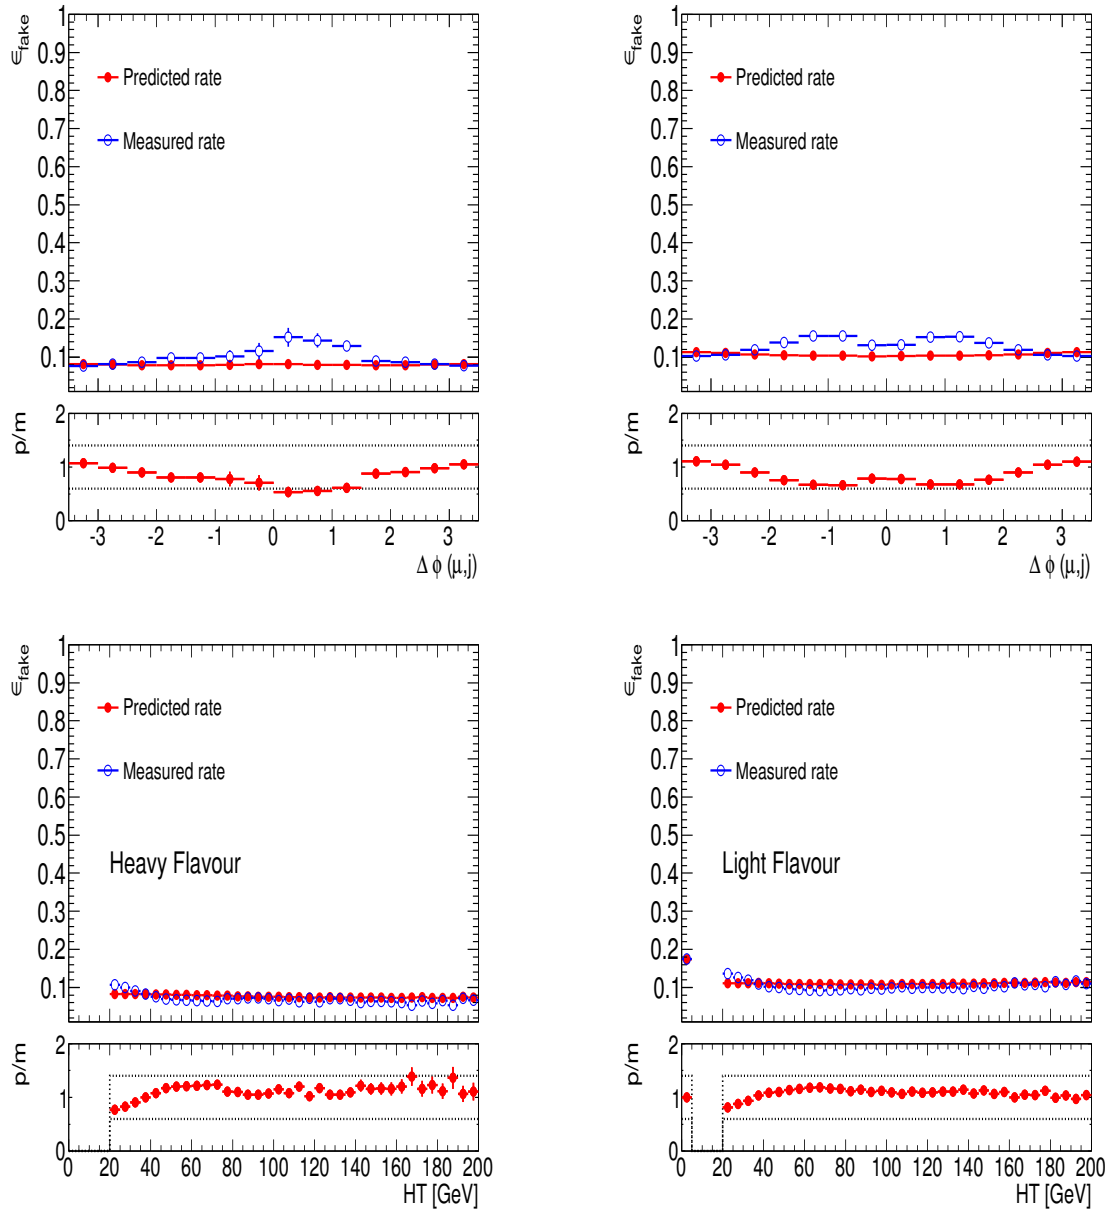 ϵfake
1
0.9
0.8
0.7
0.6
0.5
0.4
0.3
0.2
0.1
Predicted rate
Measured rate
p/m
2
1
0
-3 -2 -1 0 1 2 3
Δ ϕ (μ,j)
ϵfake
1
0.9
0.8
0.7
0.6
0.5
0.4
0.3
0.2
0.1
Predicted rate
Measured rate
p/m
2
1
0
-3 -2 -1 0 1 2 3
Δ ϕ (μ,j)
ϵfake
1
0.9
0.8
0.7
0.6
0.5
0.4
0.3
0.2
0.1
Predicted rate
Measured rate
Heavy Flavour
p/m
2
1
0
0 20 40 60 80 100 120 140 160 180 200
HT [GeV]
ϵfake
1
0.9
0.8
0.7
0.6
0.5
0.4
0.3
0.2
0.1
Predicted rate
Measured rate
Light Flavour
p/m
2
1
0
0 20 40 60 80 100 120 140 160 180 200
HT [GeV]